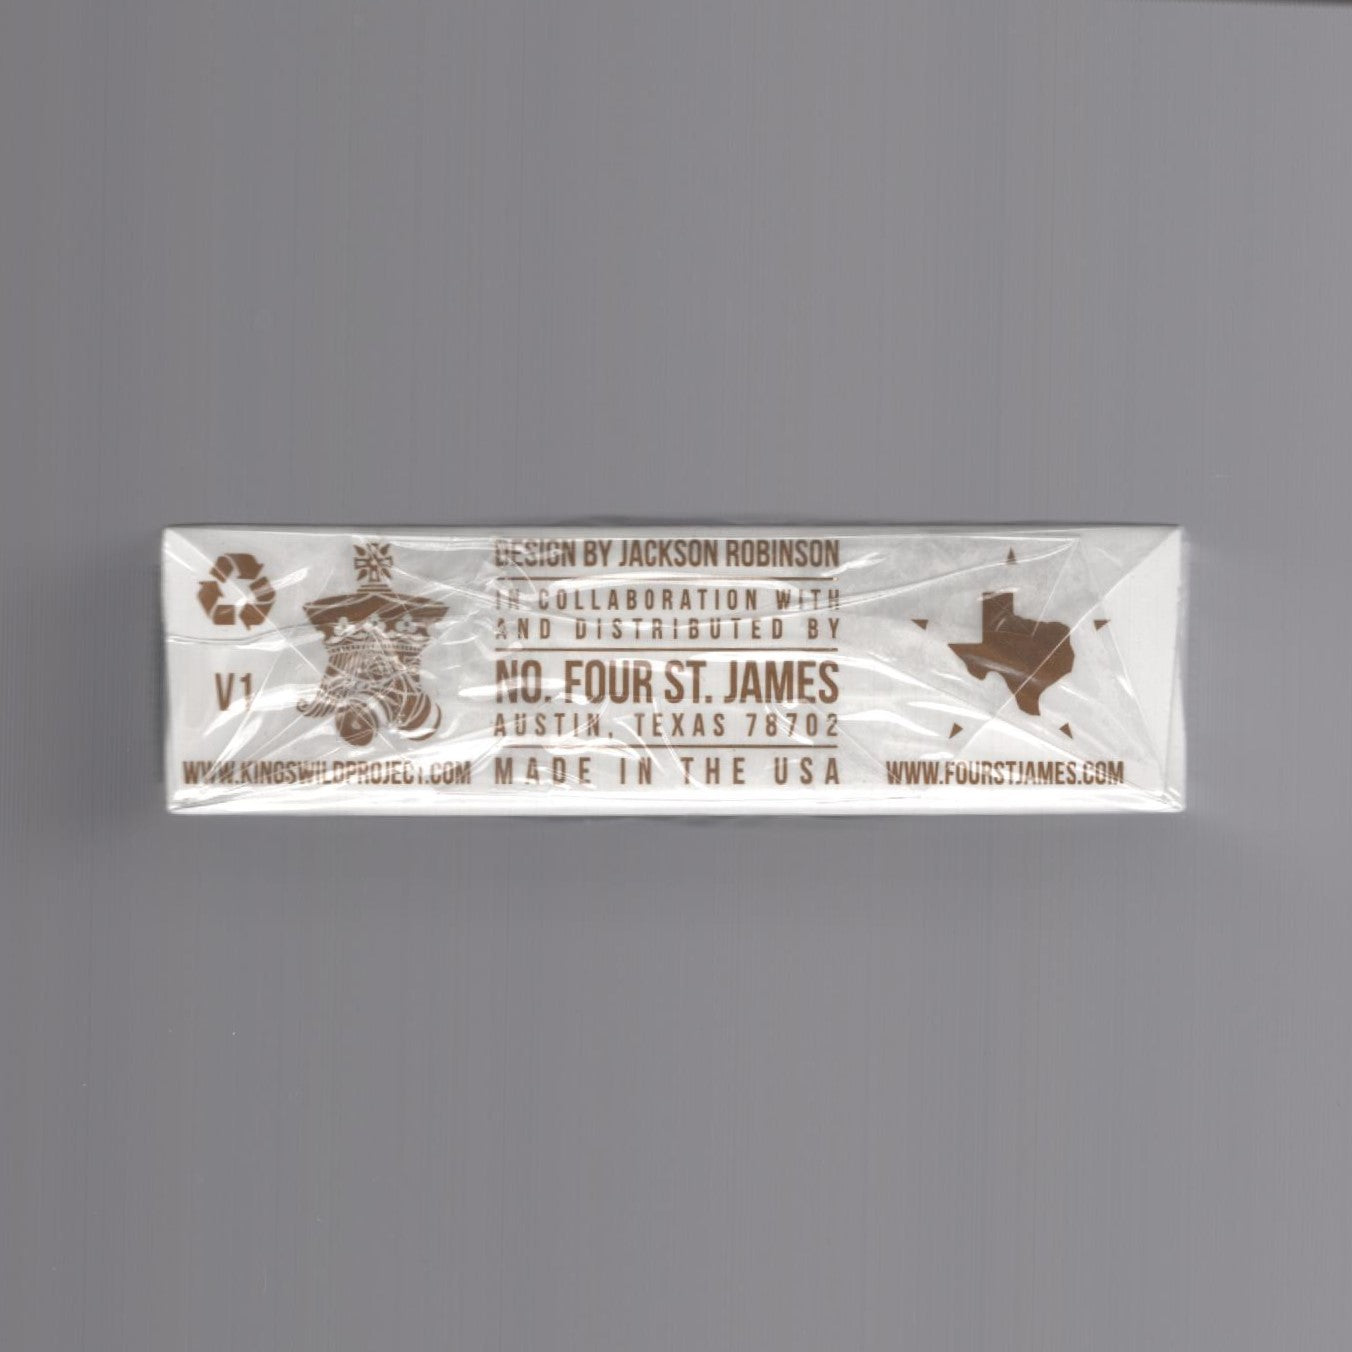 DESIGN BY JACKSON ROBINSON
IN COLLABORATION WITH
AND DISTRIBUTED BY
NO. FOUR ST. JAMES
AUSTIN, TEXAS 78702
MADE IN THE USA
V1
WWW.KINGSWILDPROJECT.COM
WWW.FOURSTJAMES.COM